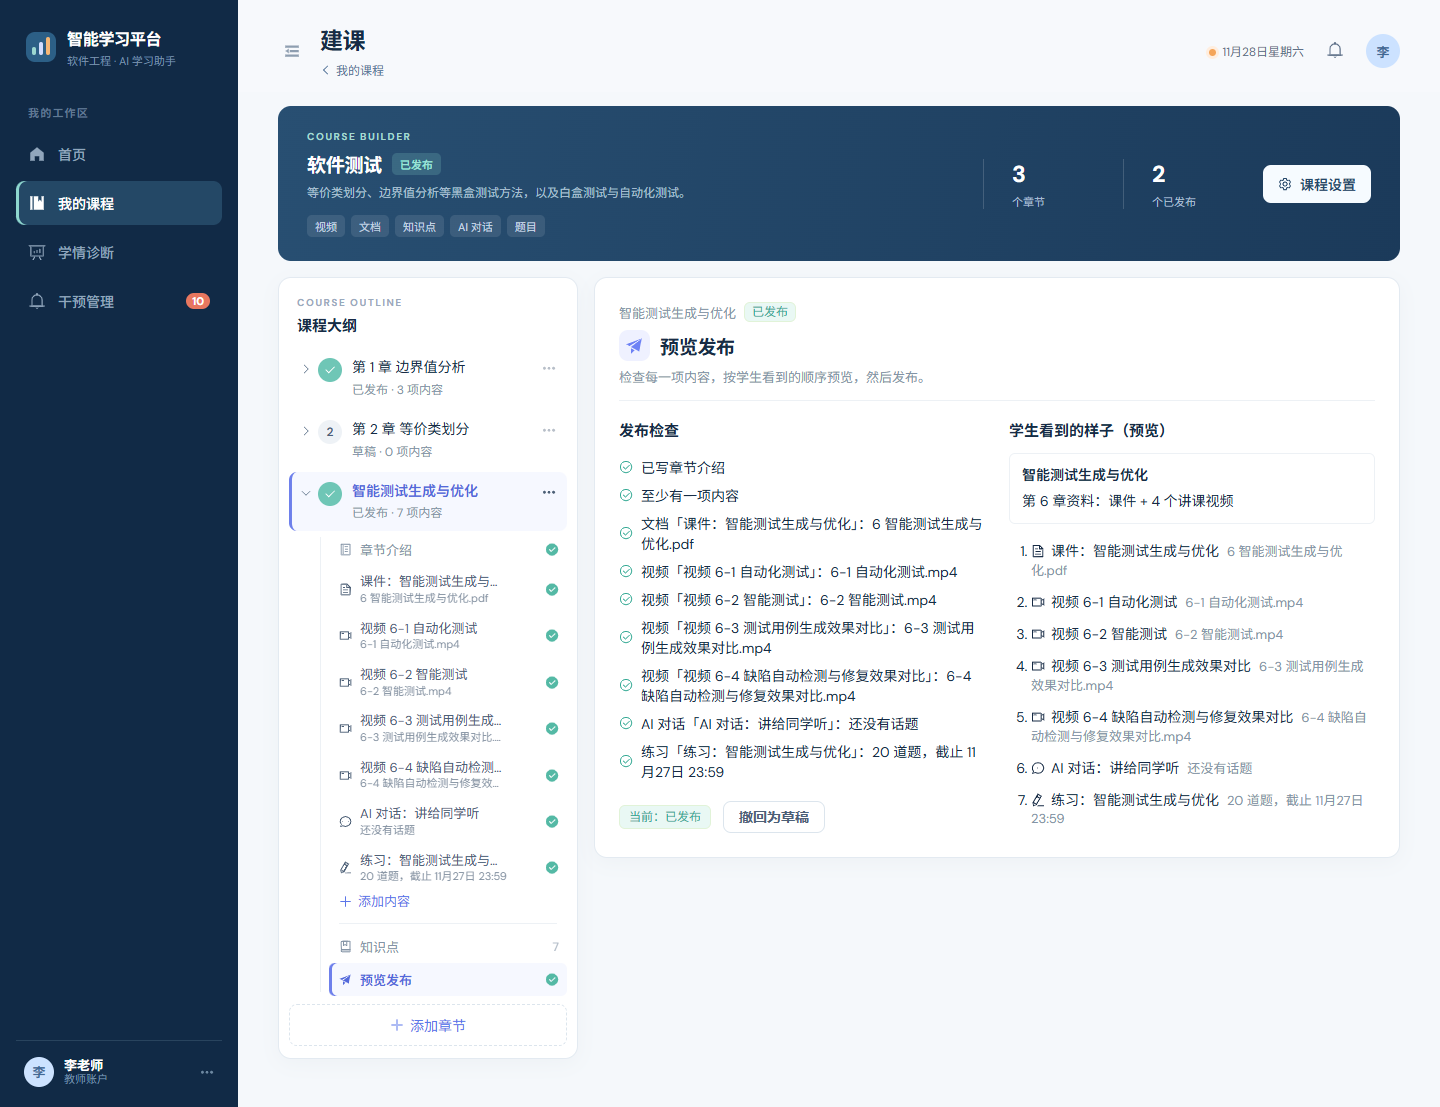 智能学习平台
软件工程 · AI 学习助手
我的工作区
首页
我的课程
学情诊断
干预管理
10
李
李老师
教师账户
建课
我的课程
11月28日星期六
李
COURSE BUILDER
软件测试 已发布
等价类划分、边界值分析等黑盒测试方法，以及白盒测试与自动化测试。
视频 文档 知识点 AI 对话 题目
3
个章节
2
个已发布
课程设置
COURSE OUTLINE
课程大纲
第 1 章 边界值分析
已发布 · 3 项内容
2
第 2 章 等价类划分
草稿 · 0 项内容
智能测试生成与优化
已发布 · 7 项内容
章节介绍
课件：智能测试生成与...
6 智能测试生成与优化.pdf
视频 6-1 自动化测试
6-1 自动化测试.mp4
视频 6-2 智能测试
6-2 智能测试.mp4
视频 6-3 测试用例生成...
6-3 测试用例生成效果对比....
视频 6-4 缺陷自动检测...
6-4 缺陷自动检测与修复效...
AI 对话：讲给同学听
还没有话题
练习：智能测试生成与...
20 道题，截止 11月27日 23:59
添加内容
知识点
7
预览发布
添加章节
智能测试生成与优化 已发布
预览发布
检查每一项内容，按学生看到的顺序预览，然后发布。
发布检查
已写章节介绍
至少有一项内容
文档「课件：智能测试生成与优化」：6 智能测试生成与
优化.pdf
视频「视频 6-1 自动化测试」：6-1 自动化测试.mp4
视频「视频 6-2 智能测试」：6-2 智能测试.mp4
视频「视频 6-3 测试用例生成效果对比」：6-3 测试用
例生成效果对比.mp4
视频「视频 6-4 缺陷自动检测与修复效果对比」：6-4
缺陷自动检测与修复效果对比.mp4
AI 对话「AI 对话：讲给同学听」：还没有话题
练习「练习：智能测试生成与优化」：20 道题，截止 11
月27日 23:59
当前：已发布
撤回为草稿
学生看到的样子（预览）
智能测试生成与优化
第 6 章资料：课件 + 4 个讲课视频
1. 课件：智能测试生成与优化 6 智能测试生成与优
化.pdf
2. 视频 6-1 自动化测试 6-1 自动化测试.mp4
3. 视频 6-2 智能测试 6-2 智能测试.mp4
4. 视频 6-3 测试用例生成效果对比 6-3 测试用例生成
效果对比.mp4
5. 视频 6-4 缺陷自动检测与修复效果对比 6-4 缺陷自
动检测与修复效果对比.mp4
6. AI 对话：讲给同学听 还没有话题
7. 练习：智能测试生成与优化 20 道题，截止 11月27日
23:59